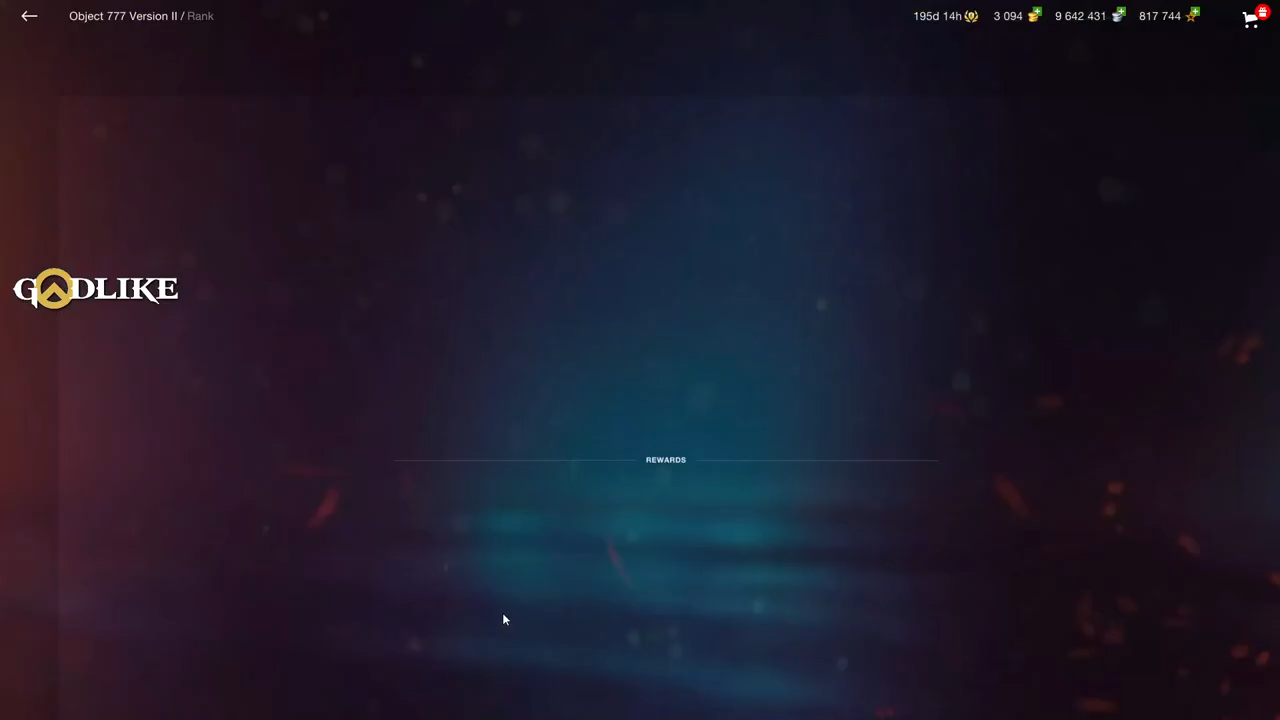 Object 777 Version II / Rank
195d 14h 3 094 9 642 431 817 744
GODLIKE
REWARDS